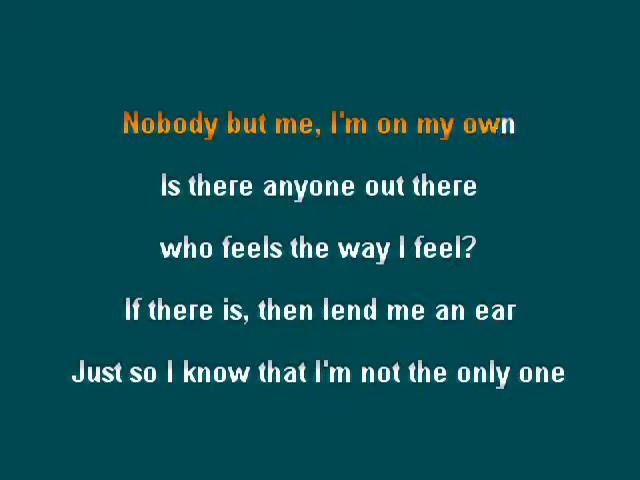 Nobody but me, I'm on my own
Is there anyone out there
who feels the way I feel?
If there is, then lend me an ear
Just so I know that I'm not the only one